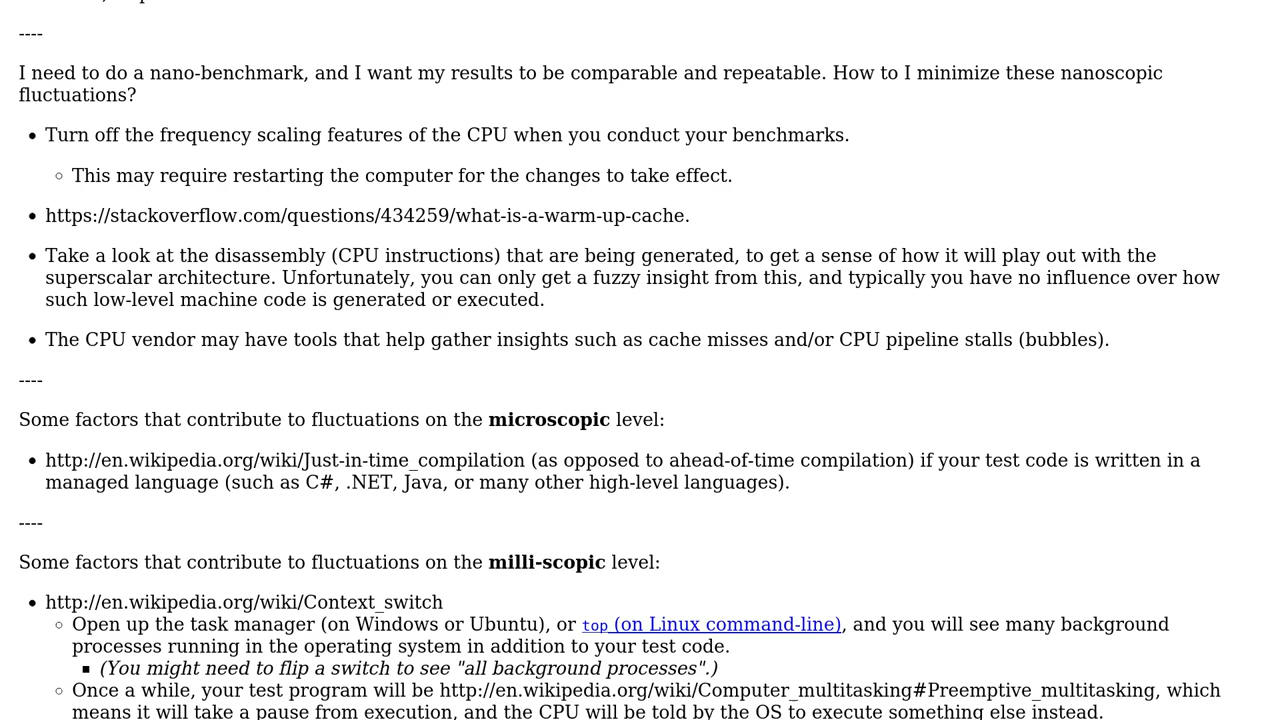 ----
I need to do a nano-benchmark, and I want my results to be comparable and repeatable. How to I minimize these nanoscopic
fluctuations?
• Turn off the frequency scaling features of the CPU when you conduct your benchmarks.
◦ This may require restarting the computer for the changes to take effect.
• https://stackoverflow.com/questions/434259/what-is-a-warm-up-cache.
• Take a look at the disassembly (CPU instructions) that are being generated, to get a sense of how it will play out with the
superscalar architecture. Unfortunately, you can only get a fuzzy insight from this, and typically you have no influence over how
such low-level machine code is generated or executed.
• The CPU vendor may have tools that help gather insights such as cache misses and/or CPU pipeline stalls (bubbles).
----
Some factors that contribute to fluctuations on the microscopic level:
• http://en.wikipedia.org/wiki/Just-in-time_compilation (as opposed to ahead-of-time compilation) if your test code is written in a
managed language (such as C#, .NET, Java, or many other high-level languages).
----
Some factors that contribute to fluctuations on the milli-scopic level:
• http://en.wikipedia.org/wiki/Context_switch
◦ Open up the task manager (on Windows or Ubuntu), or top (on Linux command-line), and you will see many background
processes running in the operating system in addition to your test code.
▪ (You might need to flip a switch to see "all background processes".)
◦ Once a while, your test program will be http://en.wikipedia.org/wiki/Computer_multitasking#Preemptive_multitasking, which
means it will take a pause from execution, and the CPU will be told by the OS to execute something else instead.